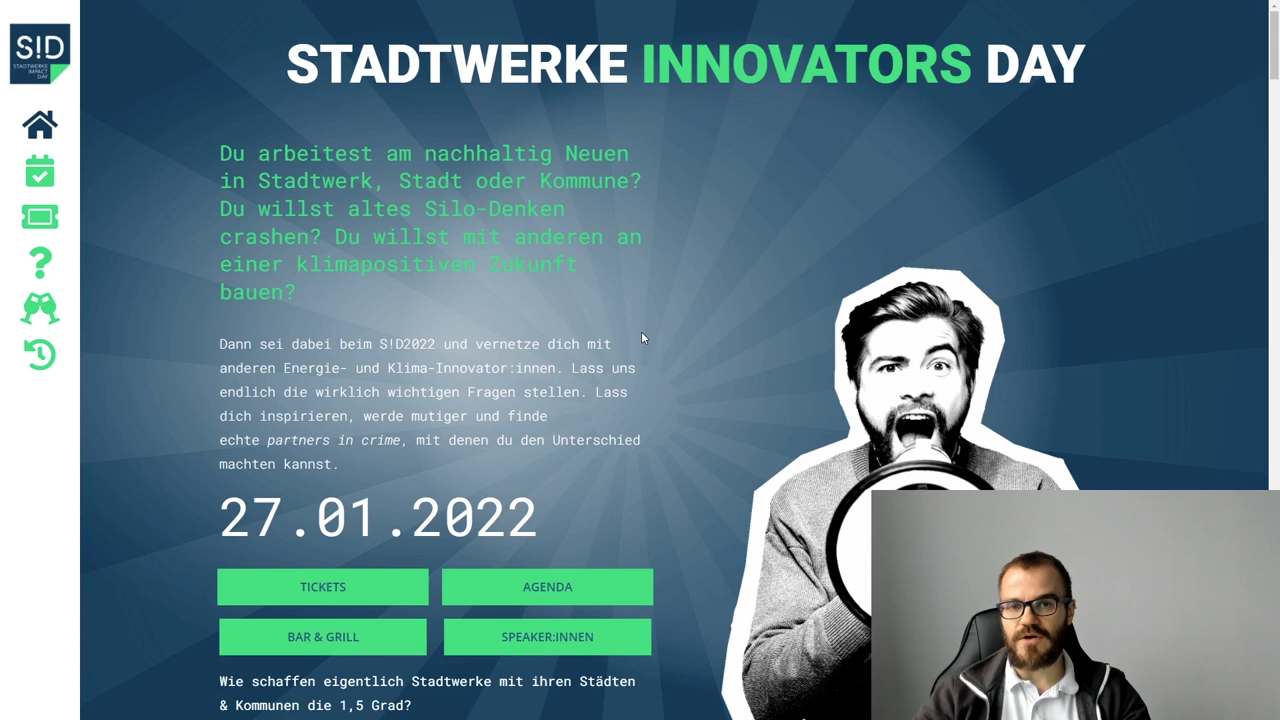 S!D
STADTWERKE
IMPACT
DAY
STADTWERKE INNOVATORS DAY
Du arbeitest am nachhaltig Neuen
in Stadtwerk, Stadt oder Kommune?
Du willst altes Silo-Denken
crashen? Du willst mit anderen an
einer klimapositiven Zukunft
bauen?
Dann sei dabei beim S!D2022 und vernetze dich mit
anderen Energie- und Klima-Innovator:innen. Lass uns
endlich die wirklich wichtigen Fragen stellen. Lass
dich inspirieren, werde mutiger und finde
echte partners in crime, mit denen du den Unterschied
machten kannst.
27.01.2022
TICKETS
AGENDA
BAR & GRILL
SPEAKER:INNEN
Wie schaffen eigentlich Stadtwerke mit ihren Städten
& Kommunen die 1,5 Grad?